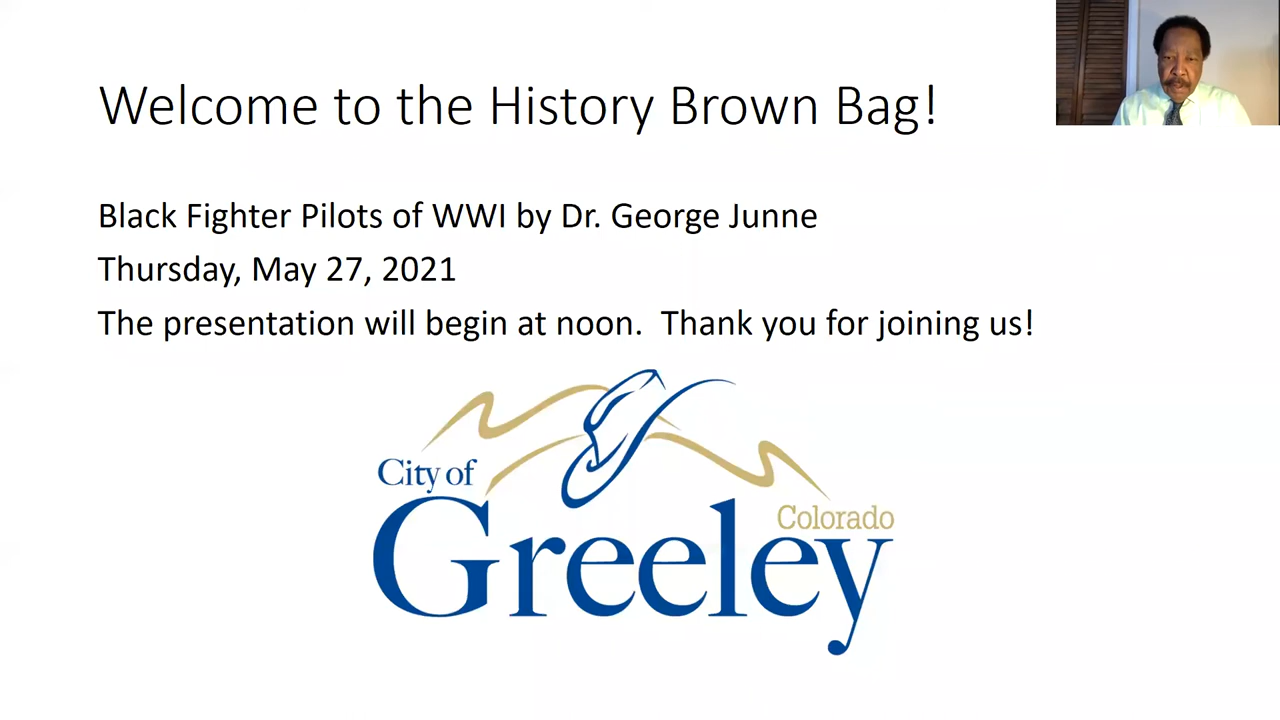 Welcome to the History Brown Bag!
Black Fighter Pilots of WWI by Dr. George Junne
Thursday, May 27, 2021
The presentation will begin at noon.  Thank you for joining us!
City of
Colorado
Greeley